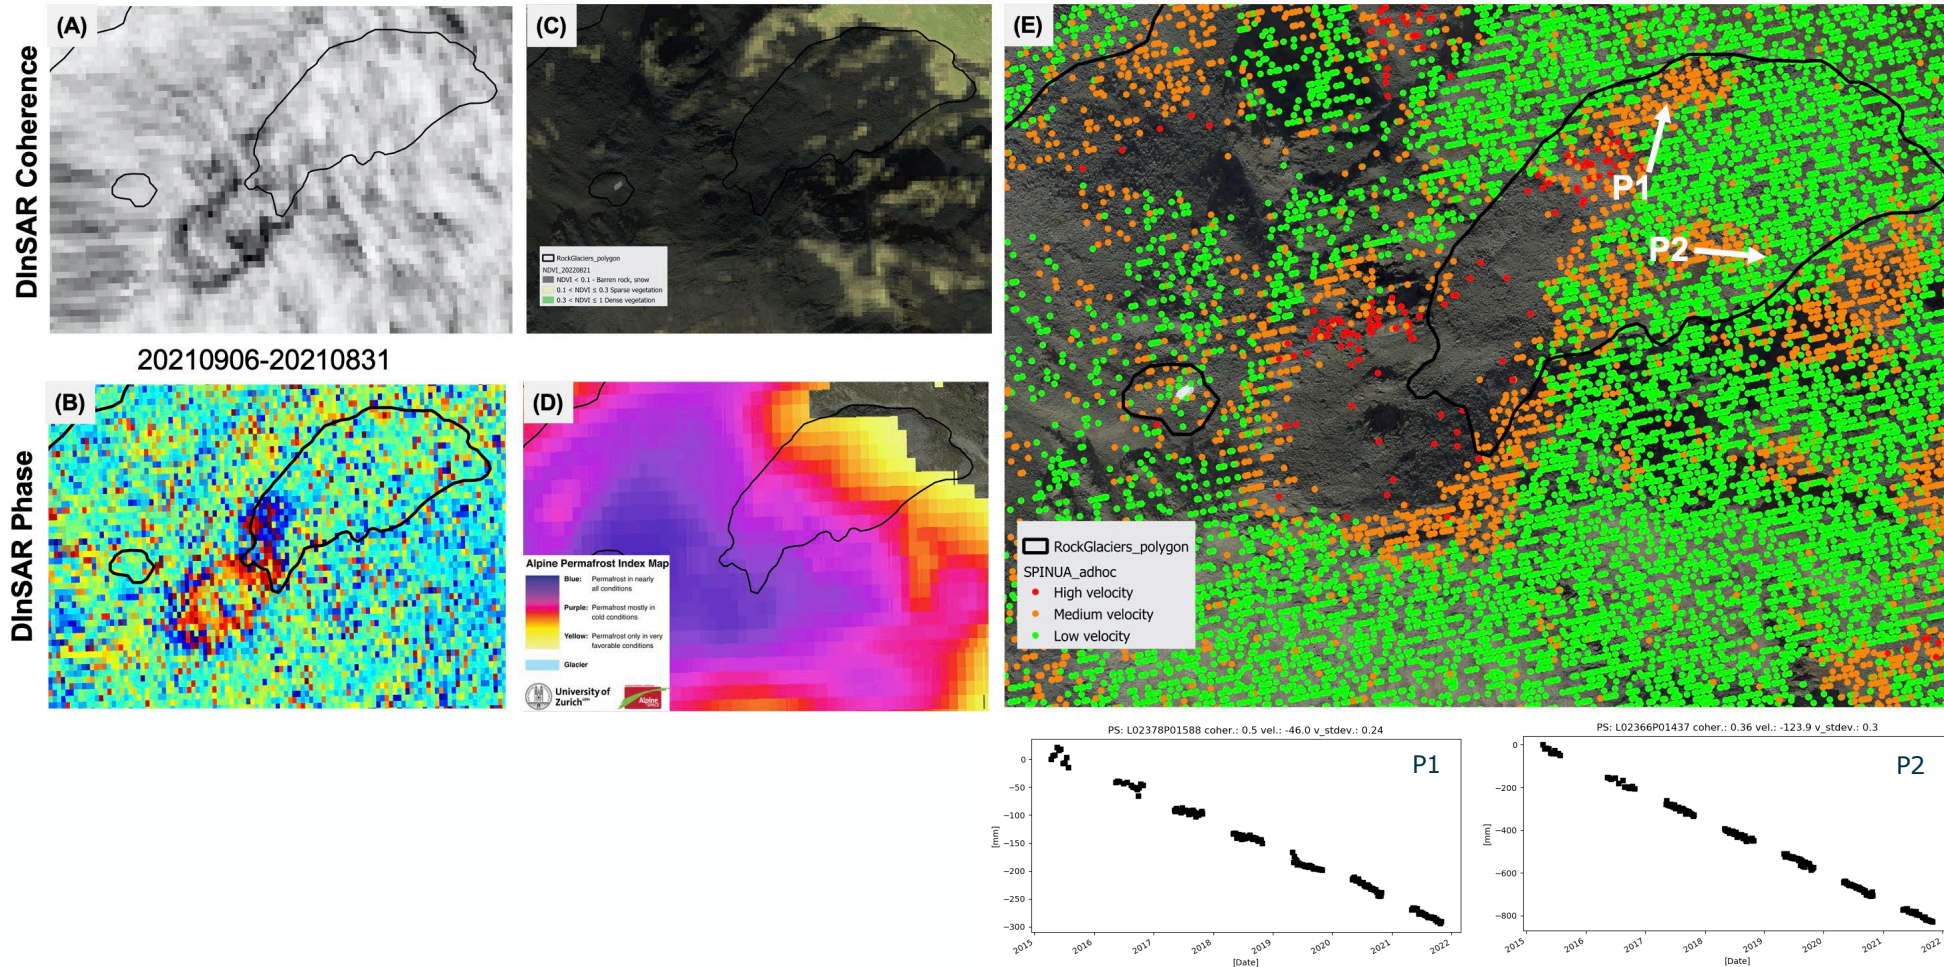 DInSAR Coherence
(A)
(C)
RockGlaciers_polygon
NDVI_20220821
NDVI < 0.1 - Barren rock, snow
0.1 < NDVI ≤ 0.3 Sparse vegetation
0.3 < NDVI ≤ 1 Dense vegetation
20210906-20210831
DInSAR Phase
(B)
(D)
Alpine Permafrost Index Map
Blue: Permafrost in nearly
all conditions
Purple: Permafrost mostly in
cold conditions
Yellow: Permafrost only in very
favorable conditions
Glacier
University of
Zurich
Alpine
(E)
P1
P2
RockGlaciers_polygon
SPINUA_adhoc
High velocity
Medium velocity
Low velocity
PS: L02378P01588 coher.: 0.5 vel.: -46.0 v_stdev.: 0.24
P1
0
−50
−100
−150
−200
−250
−300
[mm]
2015
2016
2017
2018
2019
2020
2021
2022
[Date]
PS: L02366P01437 coher.: 0.36 vel.: -123.9 v_stdev.: 0.3
P2
0
−200
−400
−600
−800
[mm]
2015
2016
2017
2018
2019
2020
2021
2022
[Date]